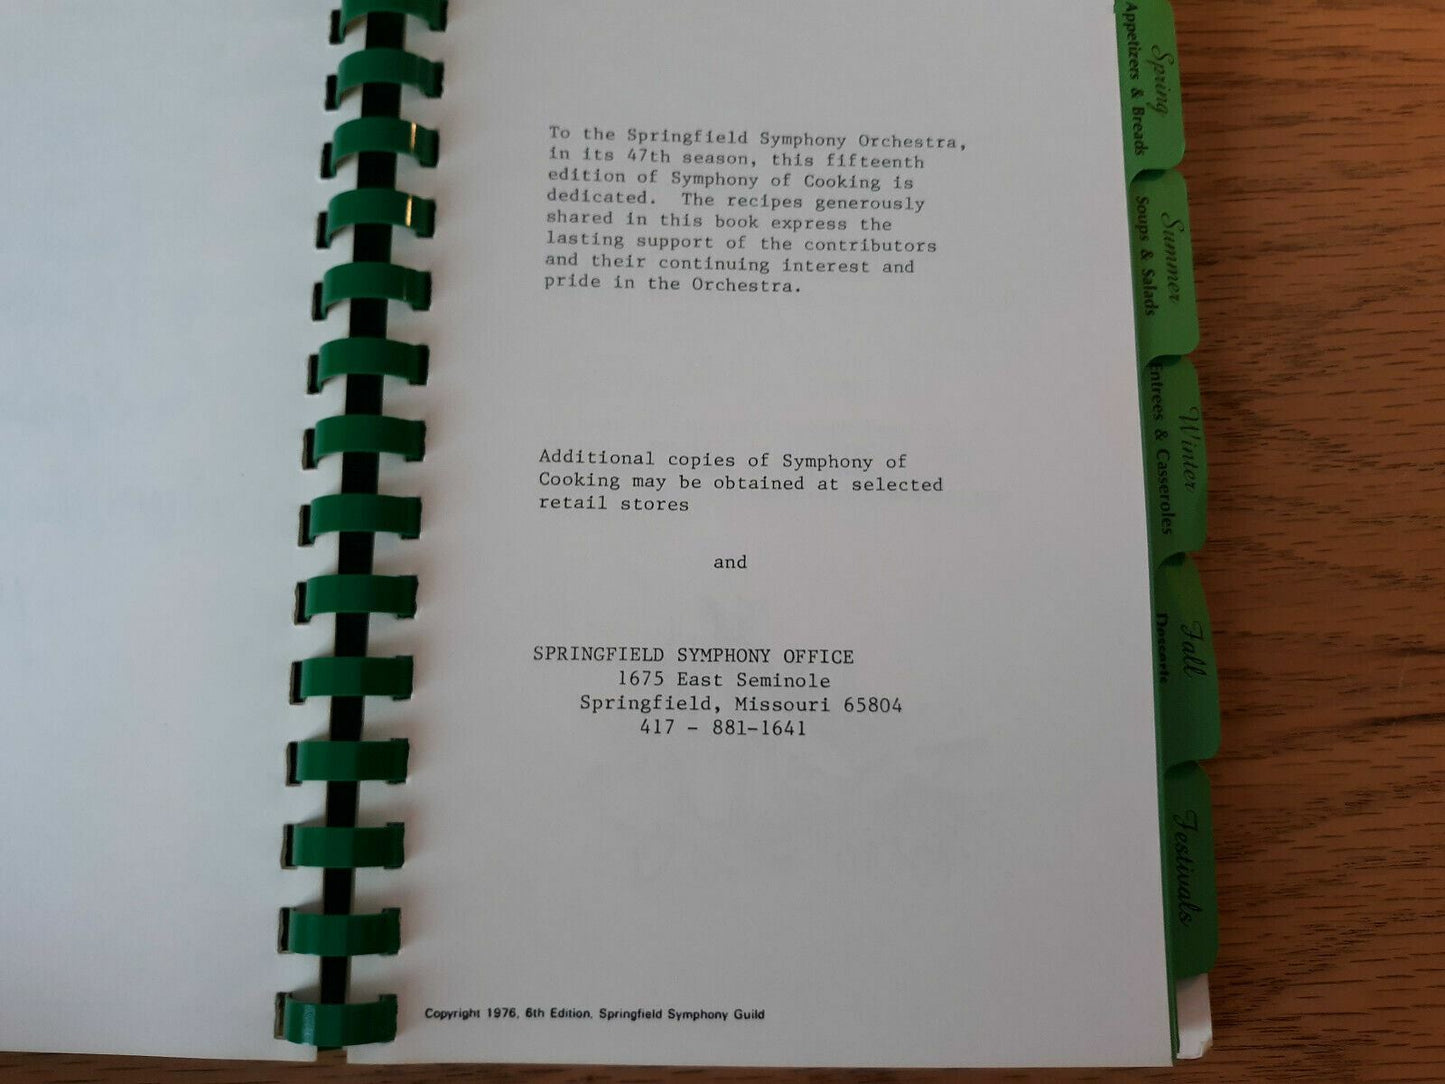 To the Springfield Symphony Orchestra,
in its 47th season, this fifteenth
edition of Symphony of Cooking is
dedicated. The recipes generously
shared in this book express the
lasting support of the contributors
and their continuing interest and
pride in the Orchestra.
Additional copies of Symphony of
Cooking may be obtained at selected
retail stores
and
SPRINGFIELD SYMPHONY OFFICE
1675 East Seminole
Springfield, Missouri 65804
417 - 881-1641
Copyright 1976, 6th Edition, Springfield Symphony Guild
Spring
Appetizers & Breads
Summer
Soups & Salads
Winter
Entrees & Casseroles
Fall
Desserts
Festivals